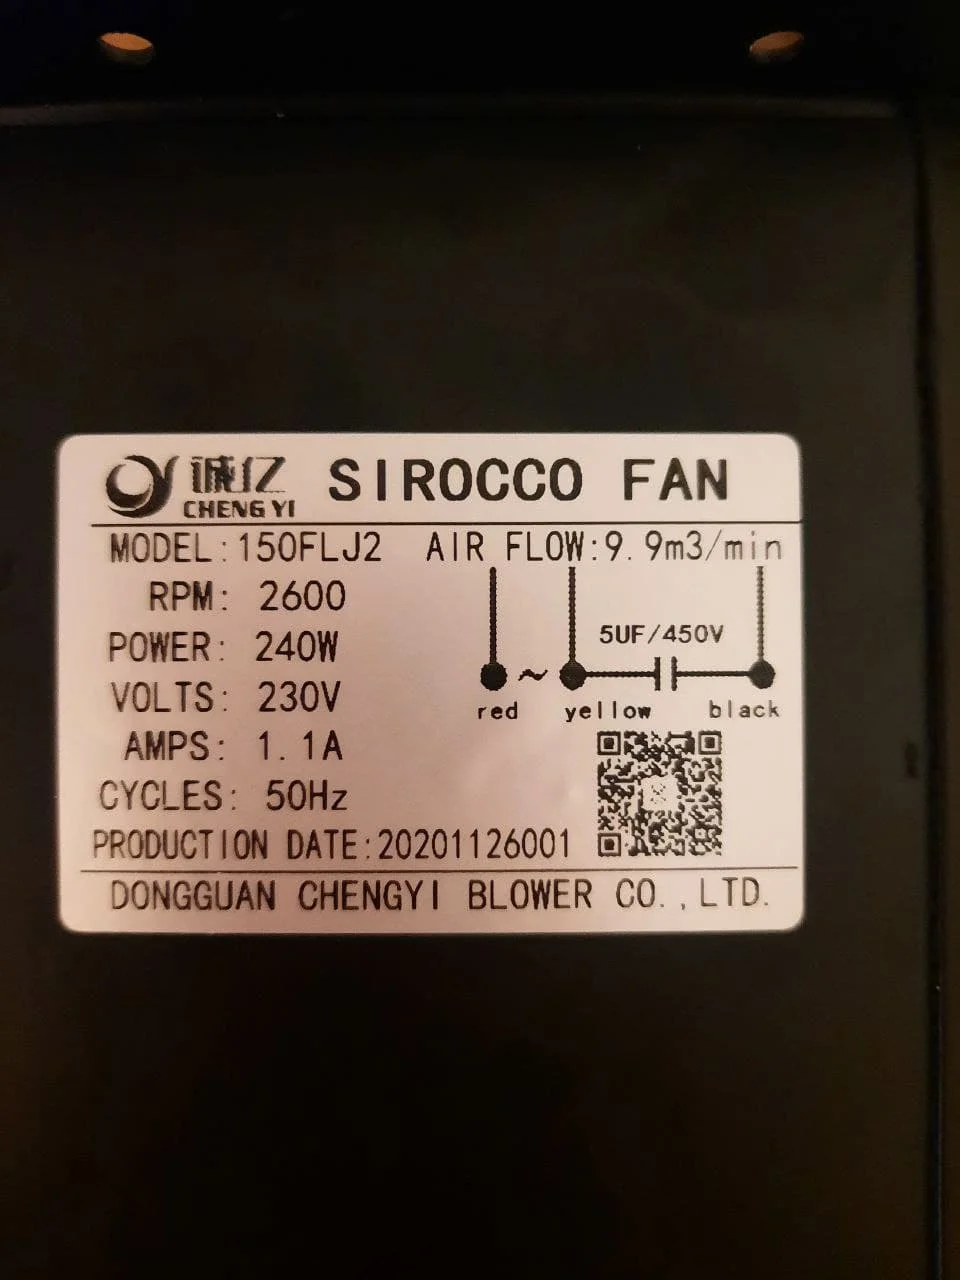 诚亿 SIROCCO FAN
CHENG YI
MODEL:150FLJ2 AIR FLOW:9.9m3/min
RPM: 2600
5UF/450V
POWER: 240W
~
VOLTS: 230V
red yellow black
AMPS: 1.1A
CYCLES: 50Hz
PRODUCTION DATE:20201126001
DONGGUAN CHENGYI BLOWER CO.,LTD.